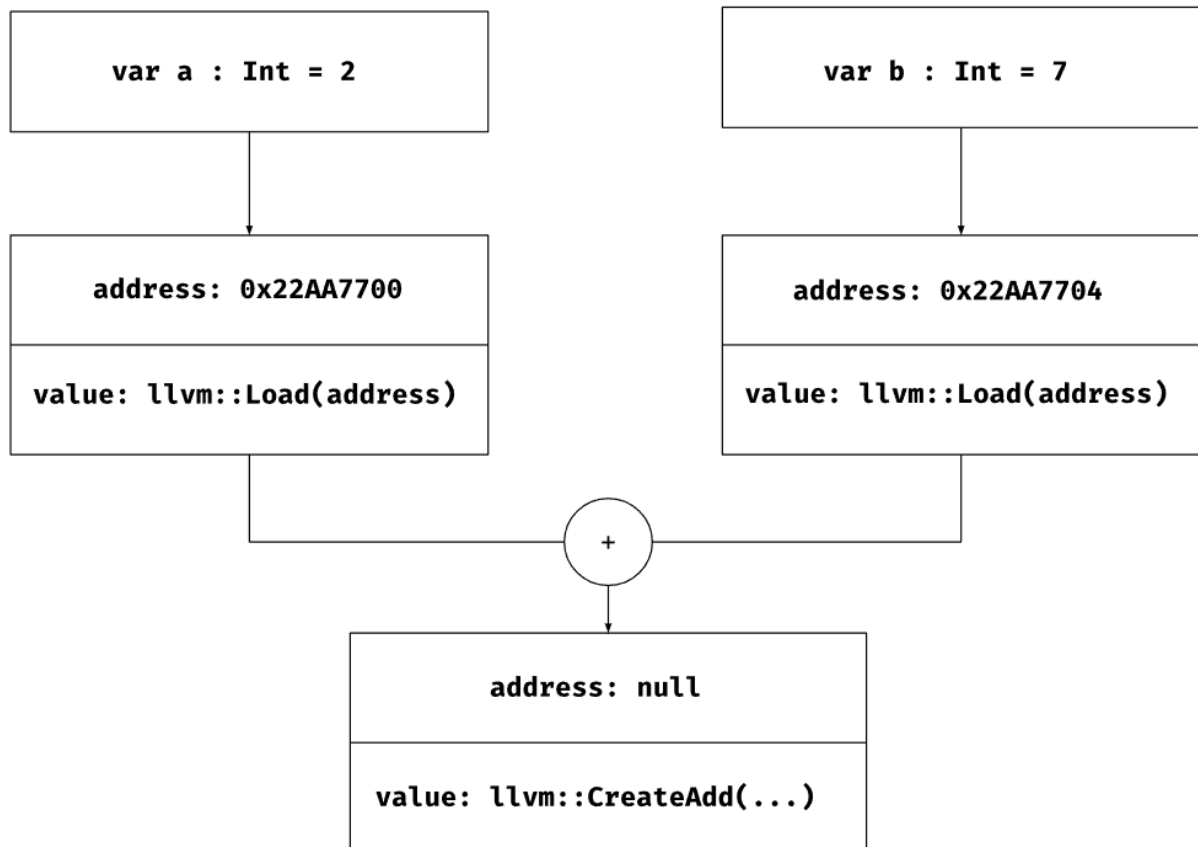 var a : Int = 2
var b : Int = 7
address: 0x22AA7700
address: 0x22AA7704
value: llvm::Load(address)
value: llvm::Load(address)
+
address: null
value: llvm::CreateAdd(...)